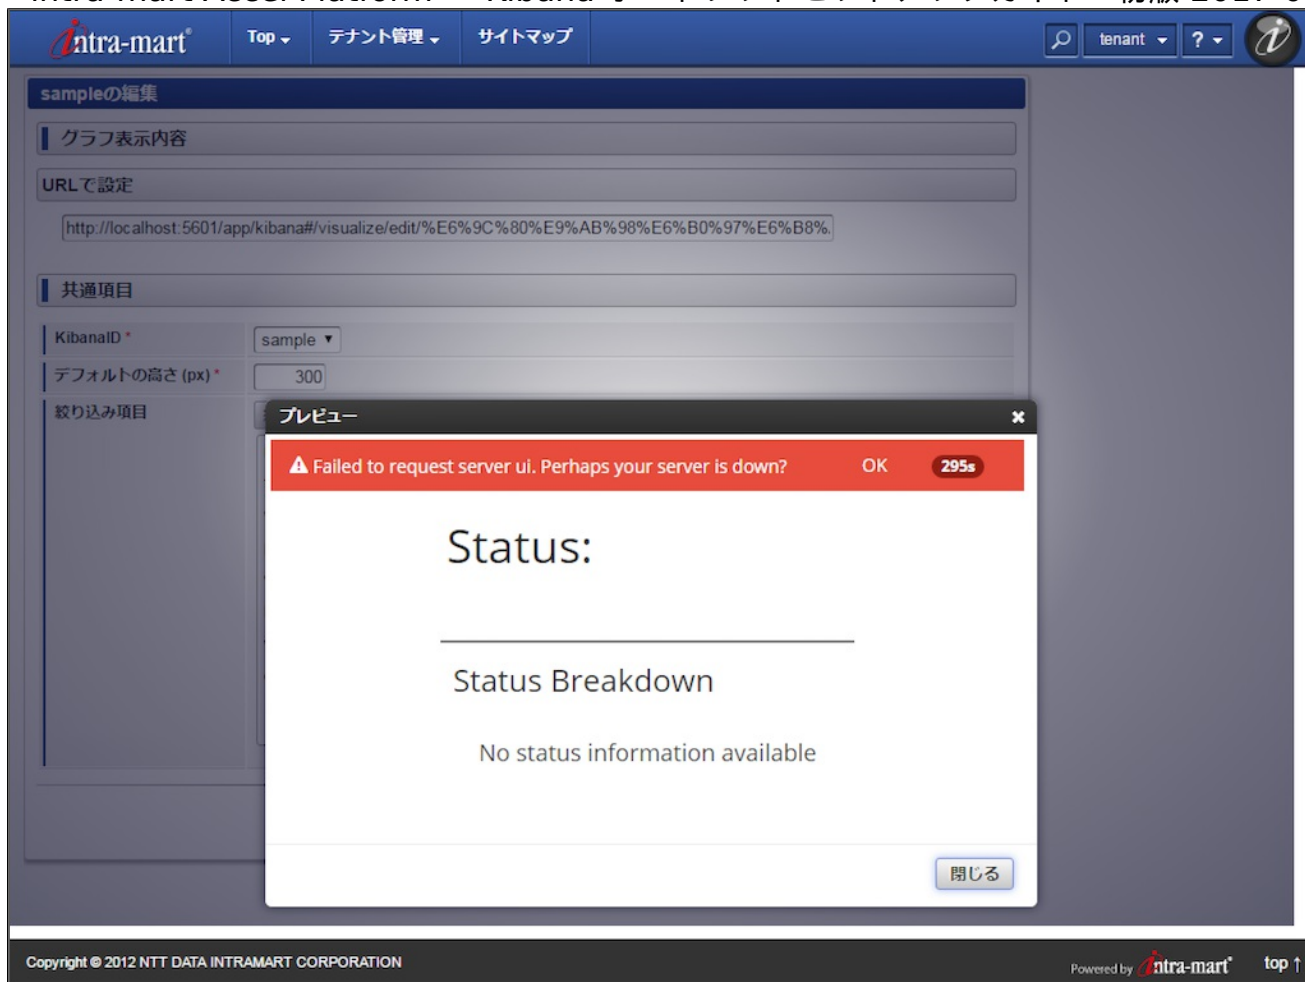 intra-mart
Top
テナント管理
サイトマップ
tenant
?
sampleの編集
グラフ表示内容
URLで設定
http://localhost:5601/app/kibana#/visualize/edit/%E6%9C%80%E9%AB%98%E6%B0%97%E6%B8%.
共通項目
KibanaID *
sample
デフォルトの高さ (px) *
300
絞り込み項目
プレビュー
Failed to request server ui. Perhaps your server is down?
OK
295s
Status:
Status Breakdown
No status information available
閉じる
Copyright © 2012 NTT DATA INTRAMART CORPORATION
Powered by intra-mart
top ↑